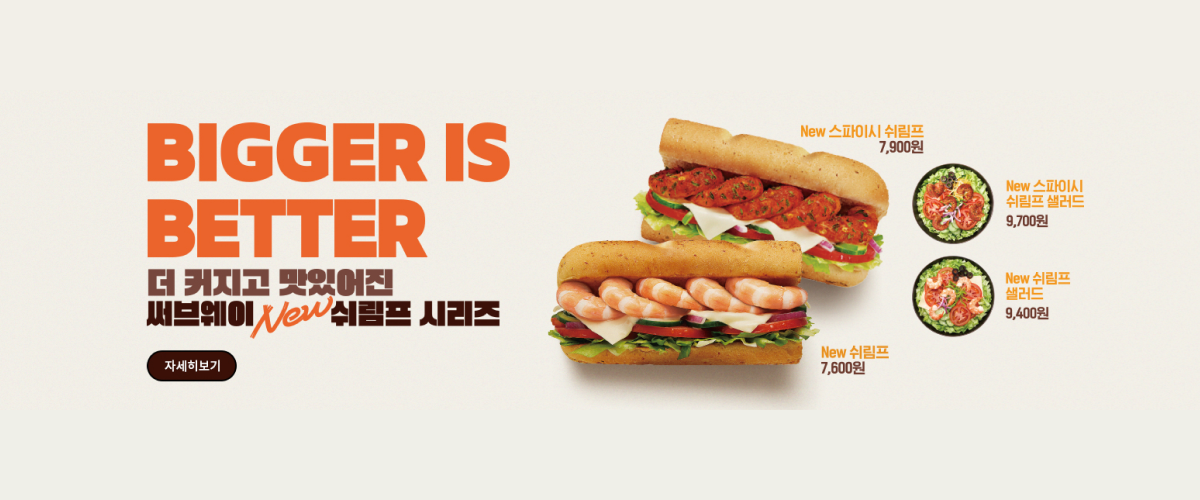 BIGGER IS
BETTER
더 커지고 맛있어진
써브웨이 New 쉬림프 시리즈
자세히보기
New 스파이시 쉬림프
7,900원
New 스파이시
쉬림프 샐러드
9,700원
New 쉬림프
샐러드
9,400원
New 쉬림프
7,600원